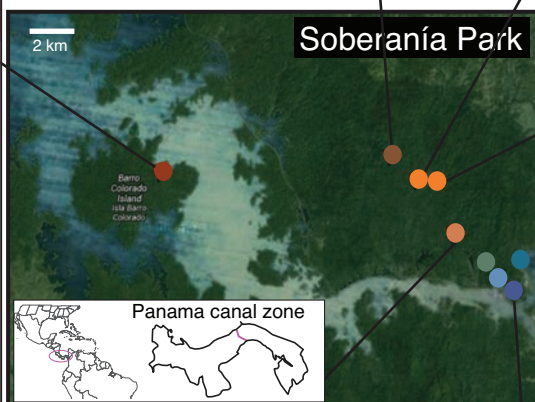 Soberanía Park
2 km
Barro
Colorado
Island
Isla Barro
Colorado
Panama canal zone